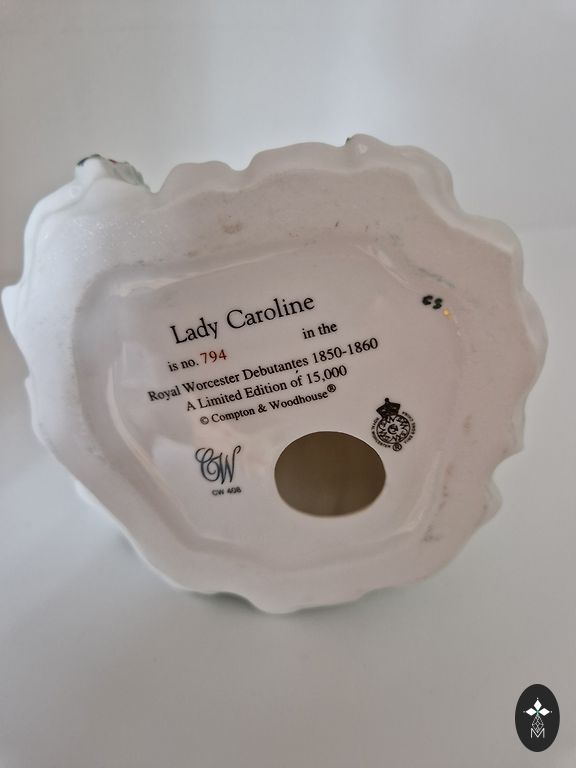 Lady Caroline
is no. 794 in the
Royal Worcester Debutantes 1850-1860
A Limited Edition of 15,000
© Compton & Woodhouse®
CW
CW 408